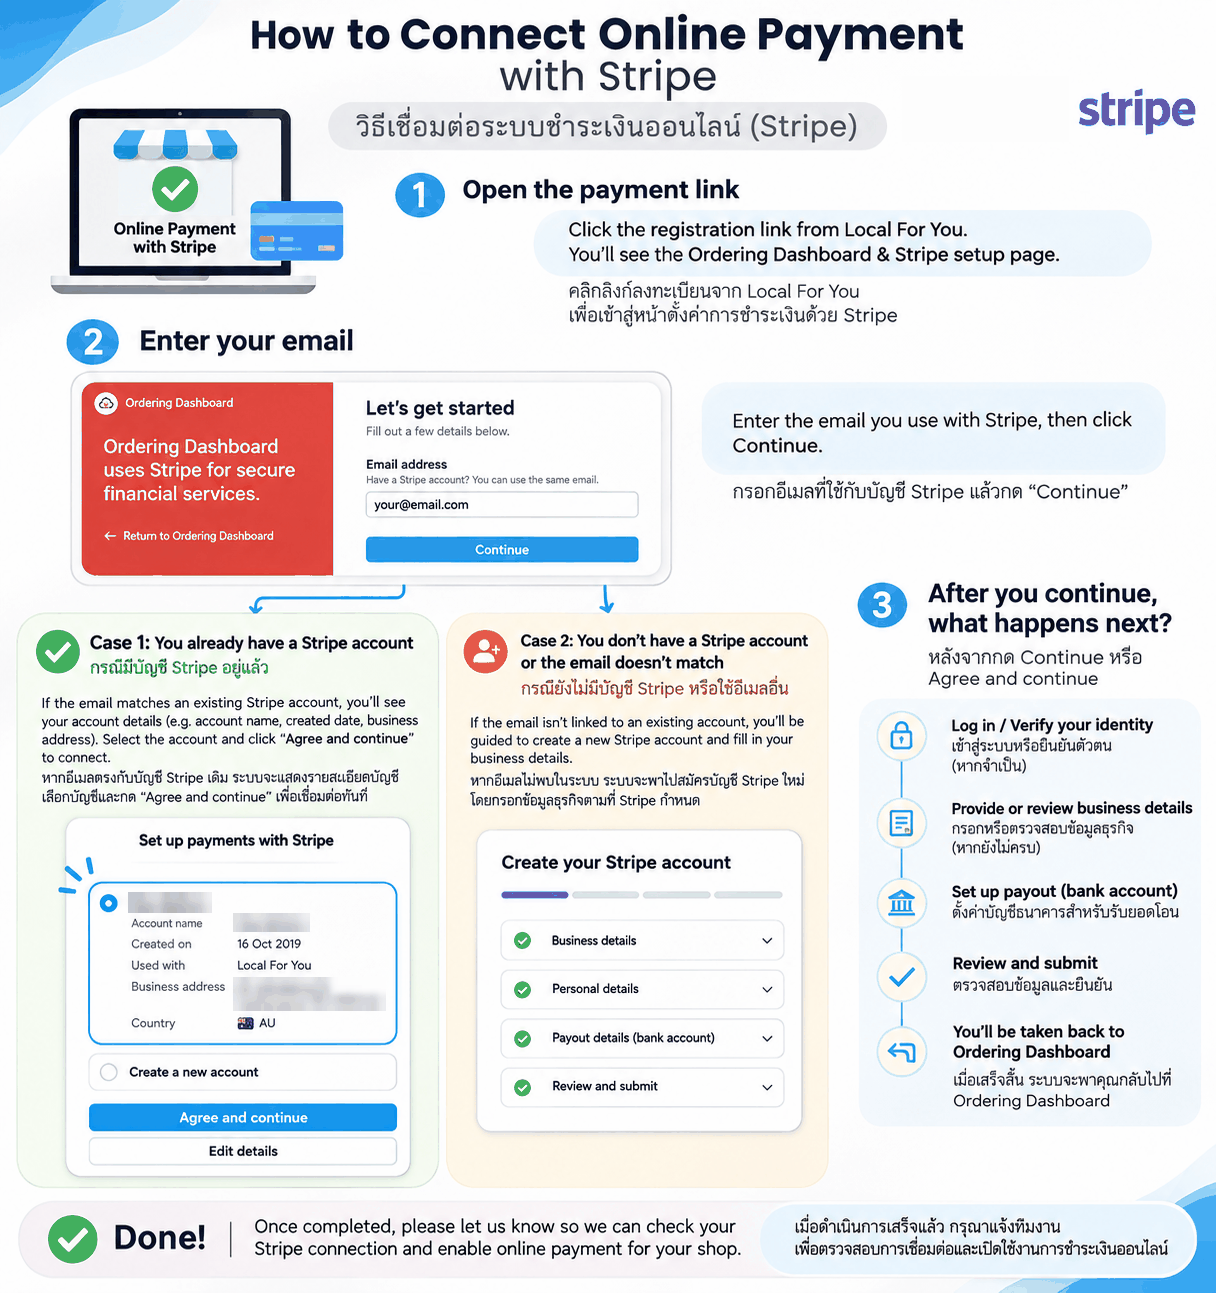 How to Connect Online Payment
with Stripe
วิธีเชื่อมต่อระบบชำระเงินออนไลน์ (Stripe)
stripe
Online Payment
with Stripe
1
Open the payment link
Click the registration link from Local For You.
You'll see the Ordering Dashboard & Stripe setup page.
คลิกลิงก์ลงทะเบียนจาก Local For You
เพื่อเข้าสู่หน้าตั้งค่าการชำระเงินด้วย Stripe
2
Enter your email
Ordering Dashboard
Ordering Dashboard
uses Stripe for secure
financial services.
← Return to Ordering Dashboard
Let's get started
Fill out a few details below.
Email address
Have a Stripe account? You can use the same email.
your@email.com
Continue
Enter the email you use with Stripe, then click
Continue.
กรอกอีเมลที่ใช้กับบัญชี Stripe แล้วกด “Continue”
Case 1: You already have a Stripe account
กรณีมีบัญชี Stripe อยู่แล้ว
If the email matches an existing Stripe account, you'll see
your account details (e.g. account name, created date, business
address). Select the account and click “Agree and continue”
to connect.
หากอีเมลตรงกับบัญชี Stripe เดิม ระบบจะแสดงรายละเอียดบัญชี
เลือกบัญชีและกด “Agree and continue” เพื่อเชื่อมต่อทันที
Set up payments with Stripe
Account name
Created on 16 Oct 2019
Used with Local For You
Business address
Country AU
Create a new account
Agree and continue
Edit details
Case 2: You don't have a Stripe account
or the email doesn't match
กรณียังไม่มีบัญชี Stripe หรือใช้อีเมลอื่น
If the email isn't linked to an existing account, you'll be
guided to create a new Stripe account and fill in your
business details.
หากอีเมลไม่พบในระบบ ระบบจะพาไปสมัครบัญชี Stripe ใหม่
โดยกรอกข้อมูลธุรกิจตามที่ Stripe กำหนด
Create your Stripe account
Business details
Personal details
Payout details (bank account)
Review and submit
3
After you continue,
what happens next?
หลังจากกด Continue หรือ
Agree and continue
Log in / Verify your identity
เข้าสู่ระบบหรือยืนยันตัวตน
(หากจำเป็น)
Provide or review business details
กรอกหรือตรวจสอบข้อมูลธุรกิจ
(หากยังไม่ครบ)
Set up payout (bank account)
ตั้งค่าบัญชีธนาคารสำหรับรับยอดโอน
Review and submit
ตรวจสอบข้อมูลและยืนยัน
You'll be taken back to
Ordering Dashboard
เมื่อเสร็จสิ้น ระบบจะพาคุณกลับไปที่
Ordering Dashboard
Done!
Once completed, please let us know so we can check your
Stripe connection and enable online payment for your shop.
เมื่อดำเนินการเสร็จแล้ว กรุณาแจ้งทีมงาน
เพื่อตรวจสอบการเชื่อมต่อและเปิดใช้งานการชำระเงินออนไลน์